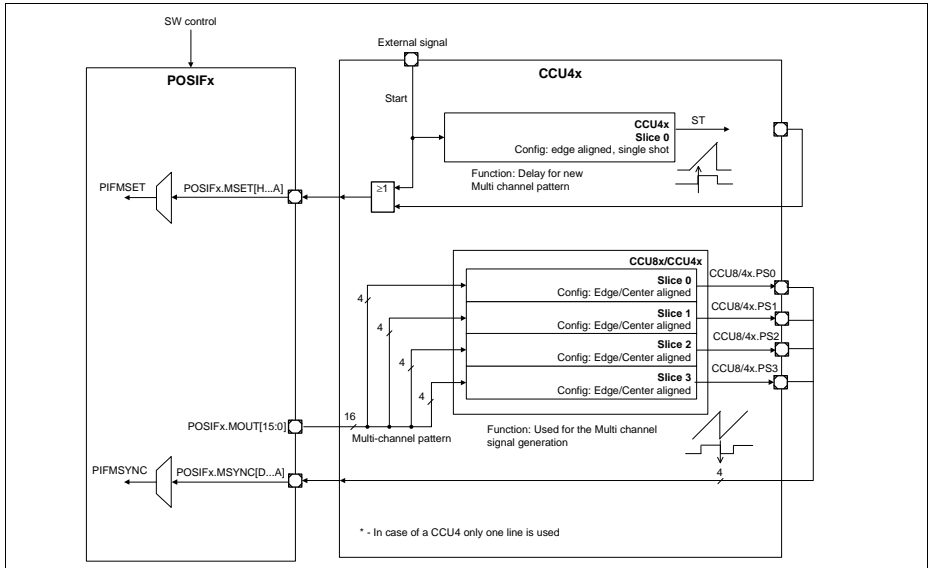 SW control
External signal
POSIFx
CCU4x
Start
CCU4x
Slice 0
Config: edge aligned, single shot
ST
Function: Delay for new
Multi channel pattern
PIFMSET
POSIFx.MSET[H...A]
≥1
CCU8x/CCU4x
Slice 0
Config: Edge/Center aligned
CCU8/4x.PS0
Slice 1
Config: Edge/Center aligned
CCU8/4x.PS1
Slice 2
Config: Edge/Center aligned
CCU8/4x.PS2
Slice 3
Config: Edge/Center aligned
CCU8/4x.PS3
4
4
4
4
16
POSIFx.MOUT[15:0]
Multi-channel pattern
Function: Used for the Multi channel
signal generation
PIFMSYNC
POSIFx.MSYNC[D...A]
4
* - In case of a CCU4 only one line is used